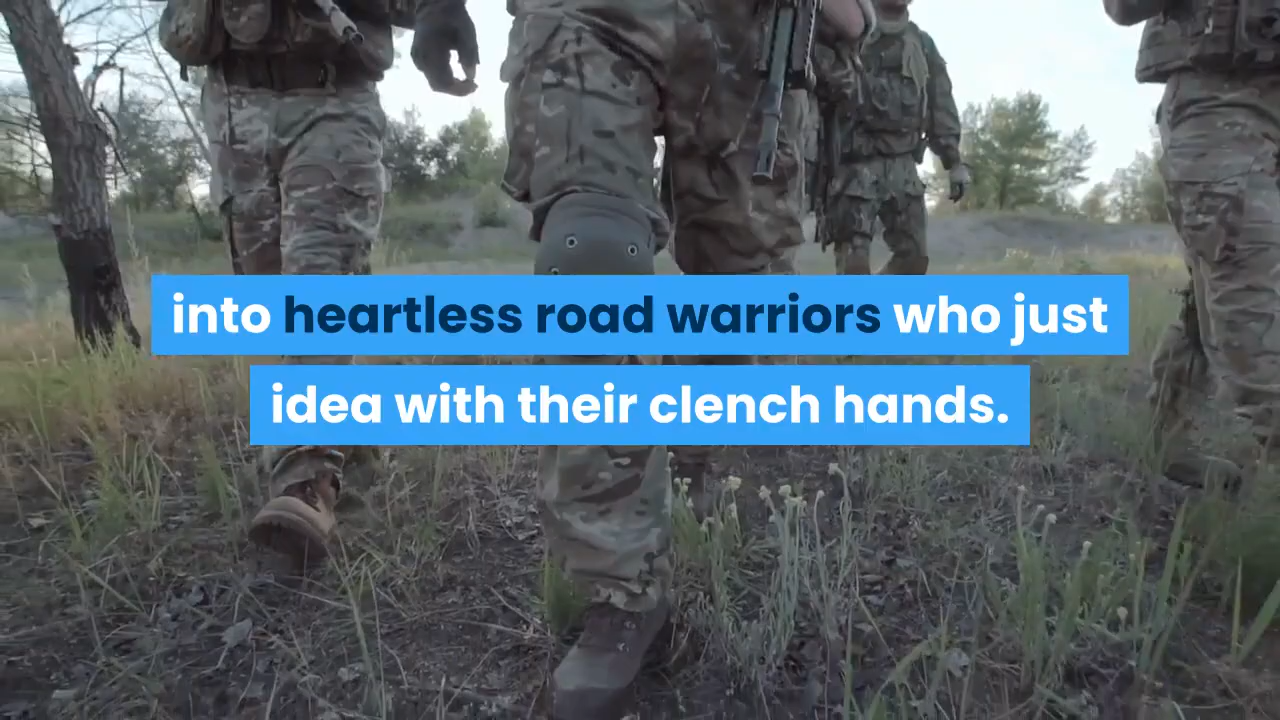 into heartless road warriors who just
idea with their clench hands.